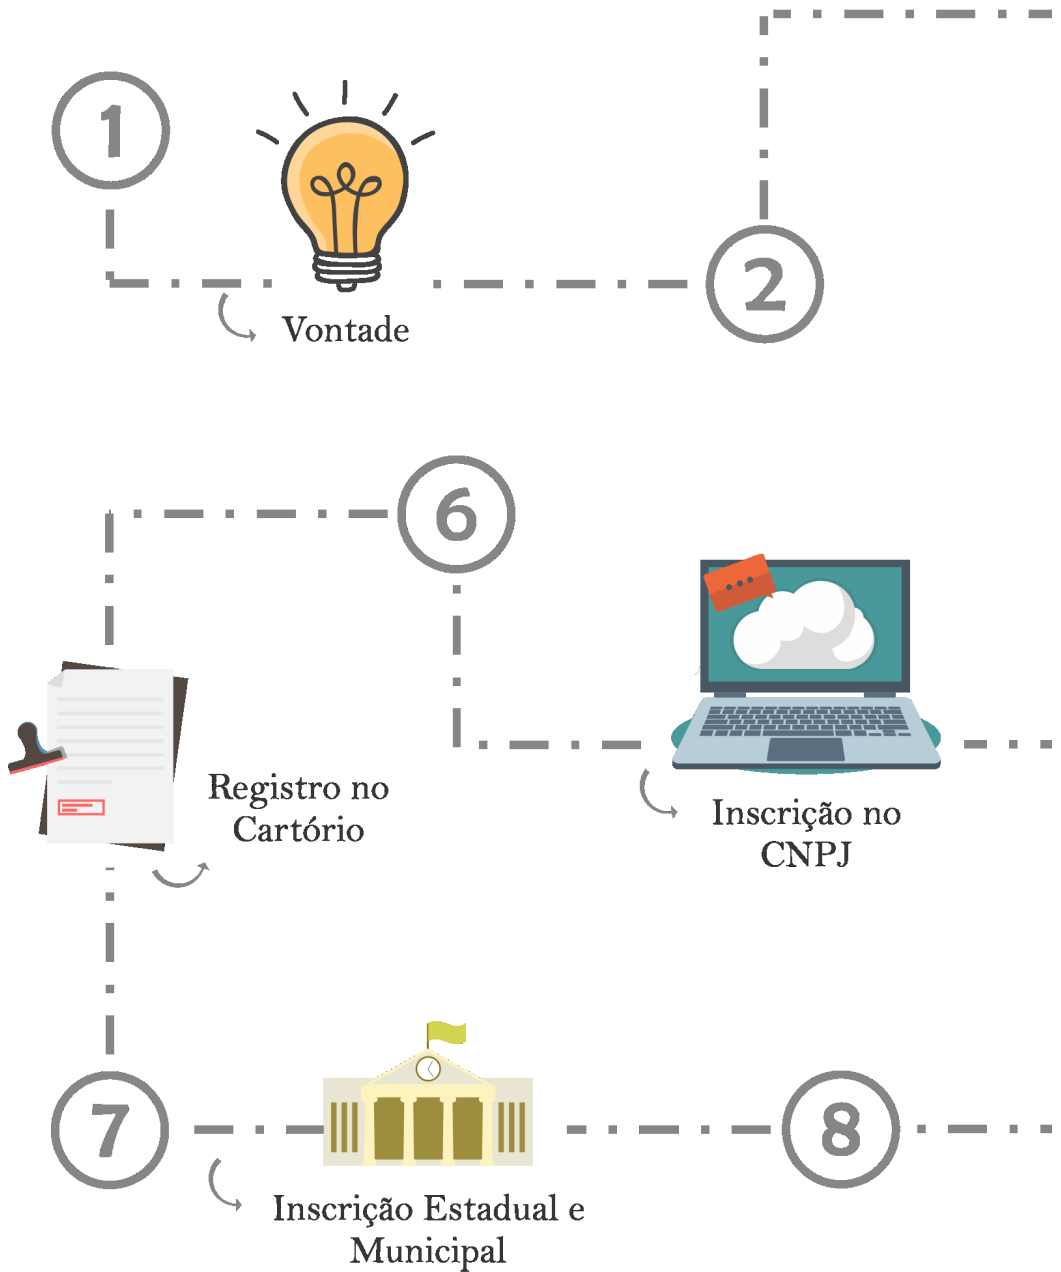 1
2
Vontade
6
Registro no
Cartório
Inscrição no
CNPJ
7
8
Inscrição Estadual e
Municipal